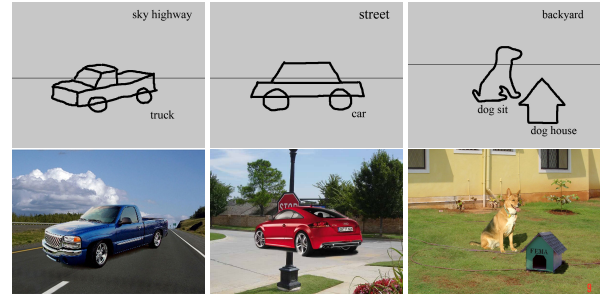 sky highway
truck
street
car
backyard
dog sit
dog house
STOP